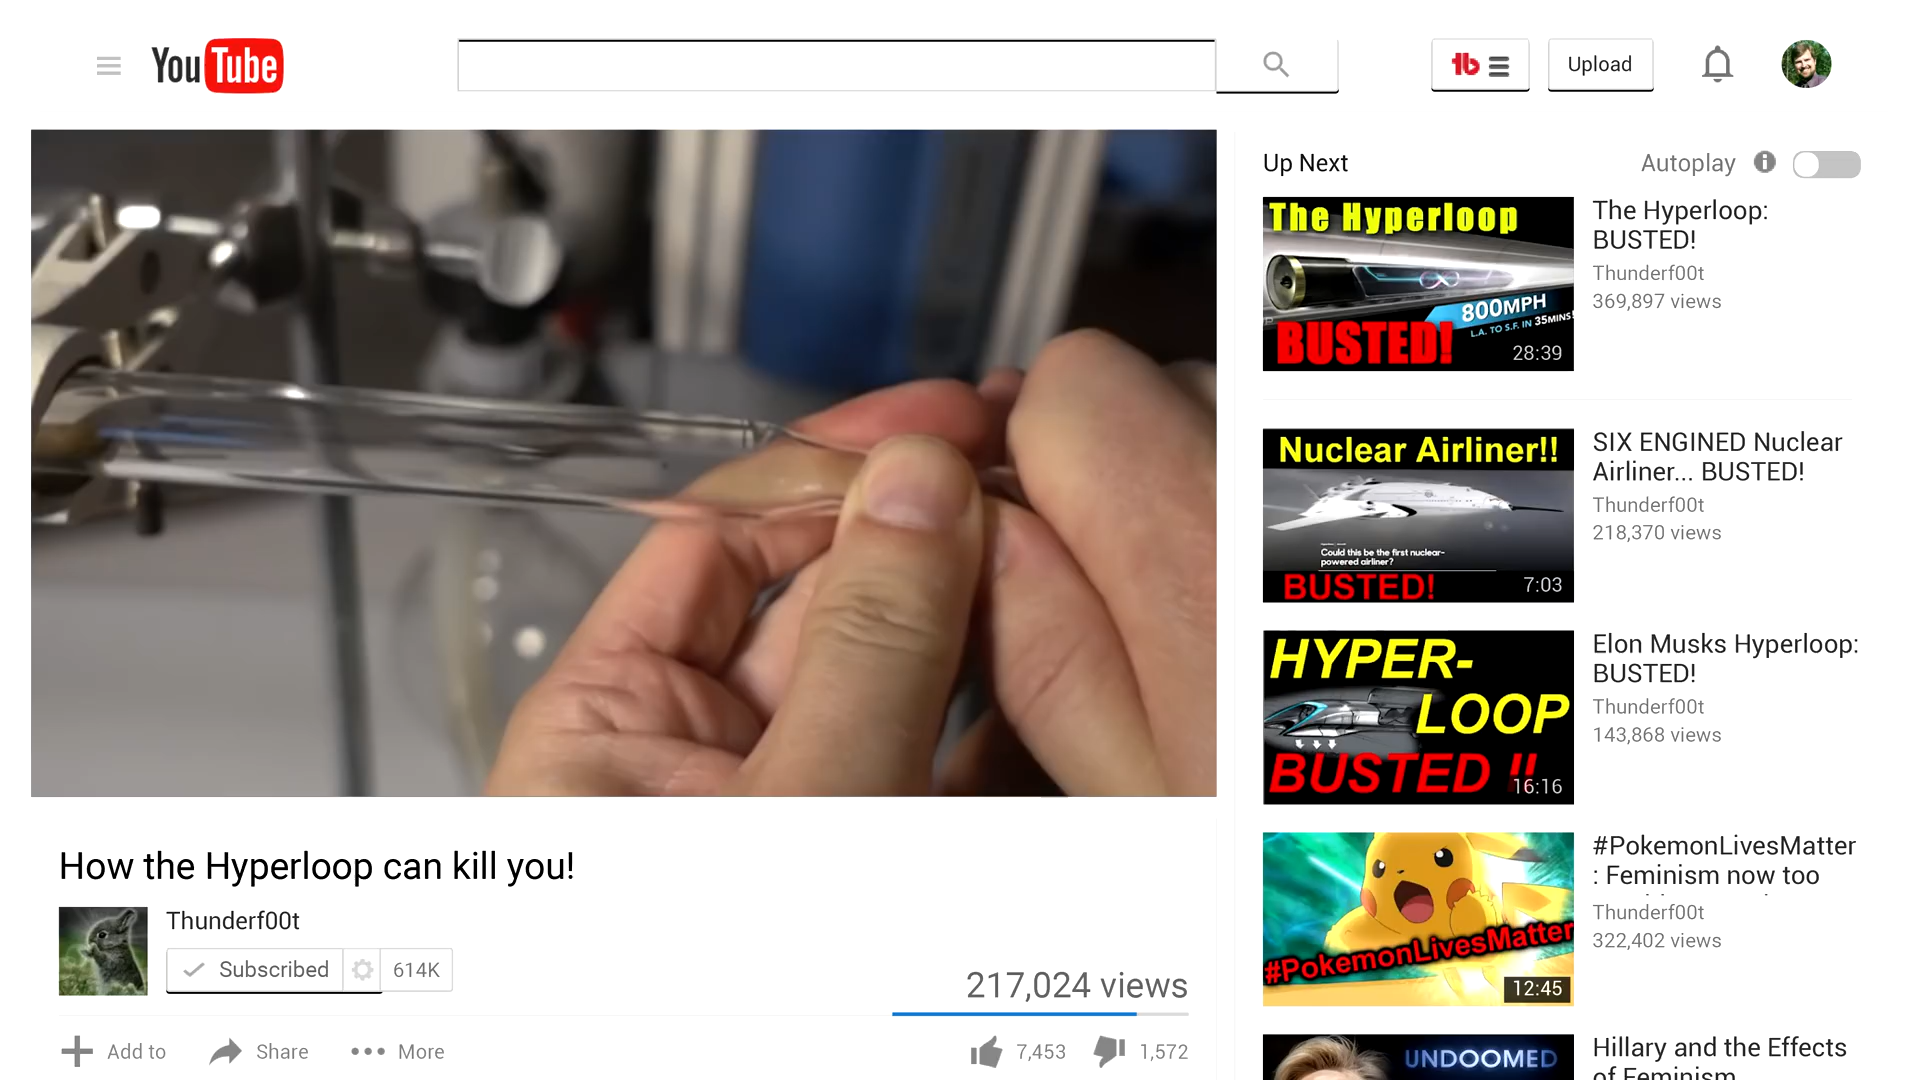 YouTube
Upload
Up Next
Autoplay
The Hyperloop
800MPH
L.A. TO S.F. IN 35MINS!
BUSTED!
28:39
The Hyperloop:
BUSTED!
Thunderf00t
369,897 views
Nuclear Airliner!!
Could this be the first nuclear-
powered airliner?
BUSTED!
7:03
SIX ENGINED Nuclear
Airliner... BUSTED!
Thunderf00t
218,370 views
HYPER-
LOOP
BUSTED !!
16:16
Elon Musks Hyperloop:
BUSTED!
Thunderf00t
143,868 views
#PokemonLivesMatter
12:45
#PokemonLivesMatter
: Feminism now too
Thunderf00t
322,402 views
UNDOOMED
Hillary and the Effects
of Feminism
How the Hyperloop can kill you!
Thunderf00t
Subscribed
614K
217,024 views
Add to
Share
More
7,453
1,572